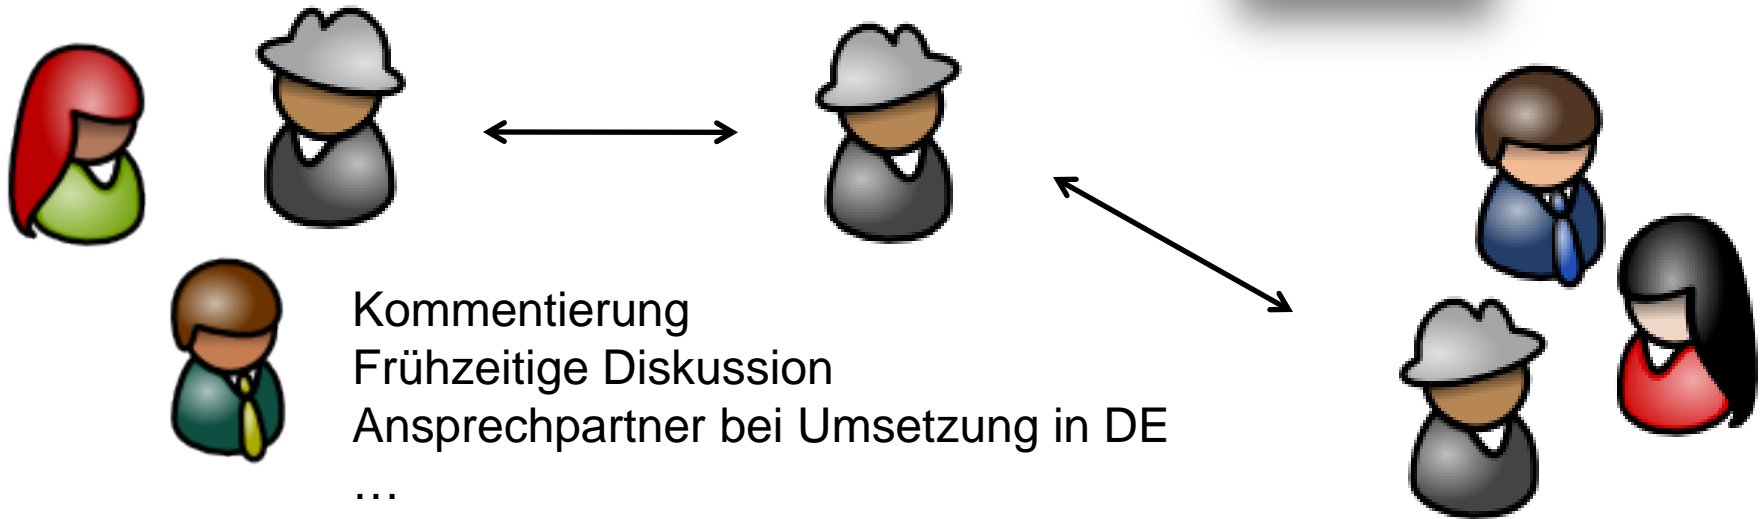 Kommentierung
Frühzeitige Diskussion
Ansprechpartner bei Umsetzung in DE
…